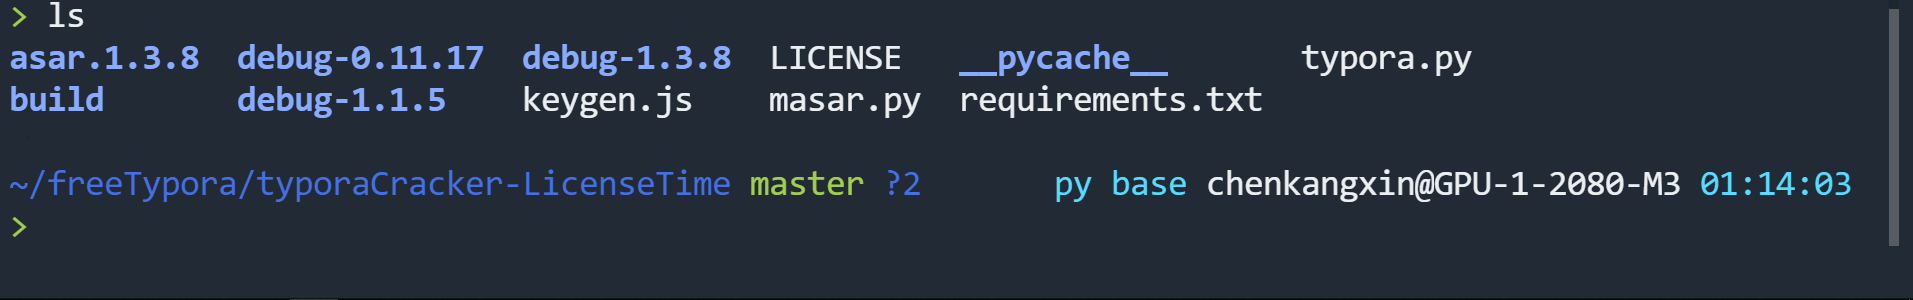 > ls
asar.1.3.8 debug-0.11.17 debug-1.3.8 LICENSE __pycache__ typora.py
build debug-1.1.5 keygen.js masar.py requirements.txt
~/freeTypora/typoraCracker-LicenseTime master ?2 py base chenkangxin@GPU-1-2080-M3 01:14:03
>